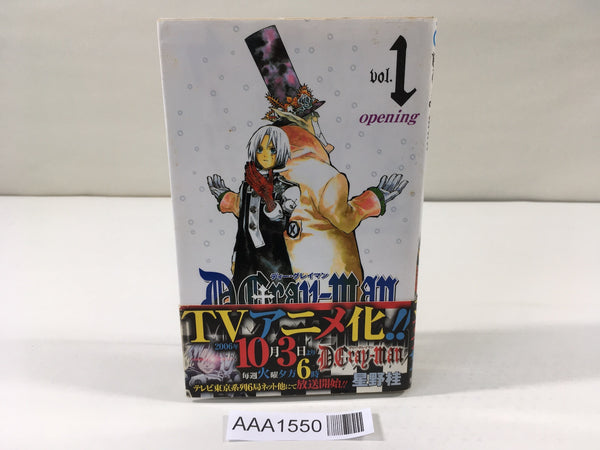 vol.1
opening
ディー・グレイマン
D.Gray-man
TVアニメ化!!
2006年
10月3日
毎週火曜夕方6時
D.Gray-man
テレビ東京系列6局ネット他にて放送開始!!
星野桂
AAA1550